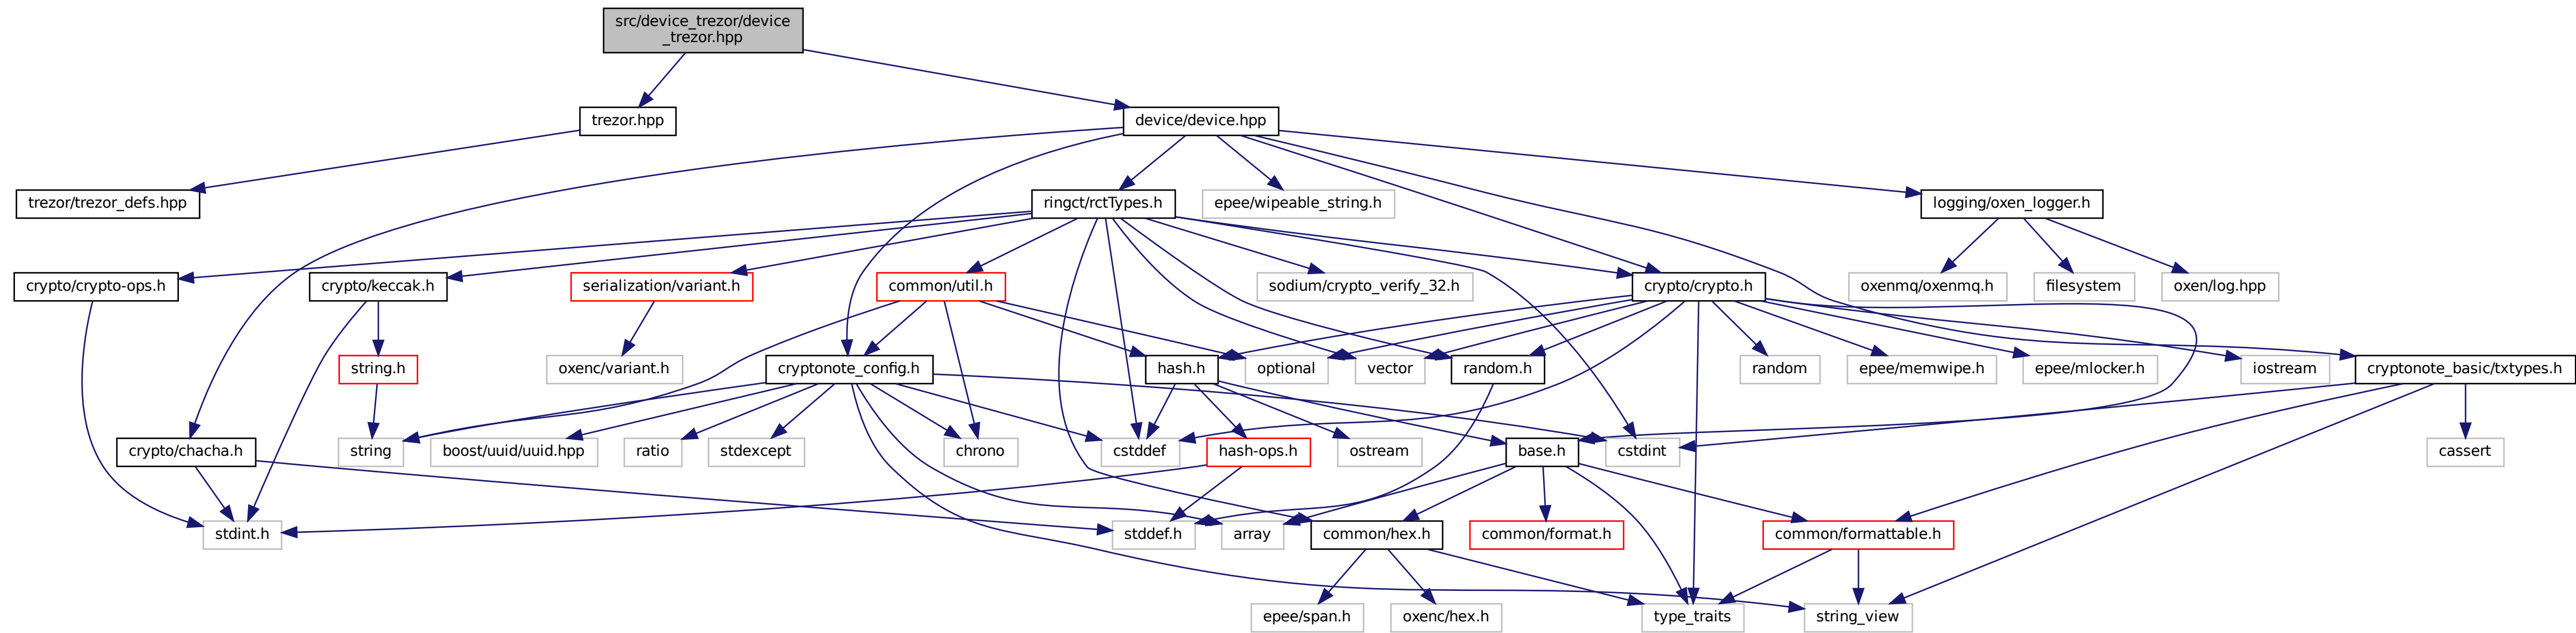 src/device_trezor/device
_trezor.hpp
trezor.hpp
device/device.hpp
trezor/trezor_defs.hpp
ringct/rctTypes.h
epee/wipeable_string.h
logging/oxen_logger.h
crypto/crypto-ops.h
crypto/keccak.h
serialization/variant.h
common/util.h
sodium/crypto_verify_32.h
crypto/crypto.h
oxenmq/oxenmq.h
filesystem
oxen/log.hpp
string.h
oxenc/variant.h
cryptonote_config.h
hash.h
optional
vector
random.h
random
epee/memwipe.h
epee/mlocker.h
iostream
cryptonote_basic/txtypes.h
crypto/chacha.h
string
boost/uuid/uuid.hpp
ratio
stdexcept
chrono
cstddef
hash-ops.h
ostream
base.h
cstdint
cassert
stdint.h
stddef.h
array
common/hex.h
common/format.h
common/formattable.h
epee/span.h
oxenc/hex.h
type_traits
string_view